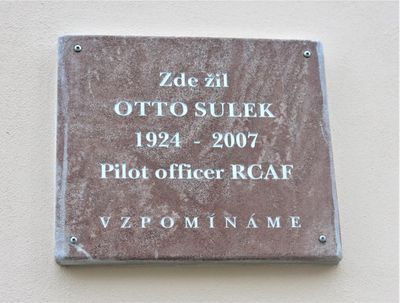 Zde žil
OTTO SULEK
1924 - 2007
Pilot officer RCAF
VZPOMÍNÁME